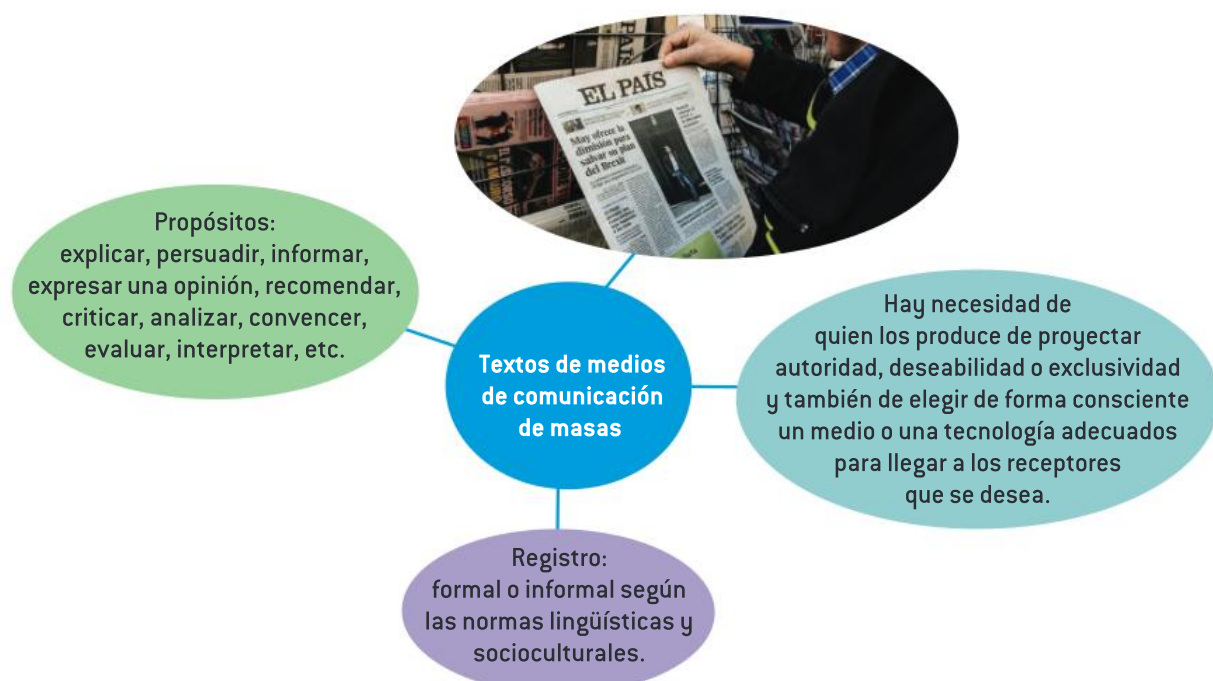 EL PAÍS
May ofrece la
dimisión para
salvar su plan
del Brexit
Propósitos:
explicar, persuadir, informar,
expresar una opinión, recomendar,
criticar, analizar, convencer,
evaluar, interpretar, etc.
Textos de medios
de comunicación
de masas
Hay necesidad de
quien los produce de proyectar
autoridad, deseabilidad o exclusividad
y también de elegir de forma consciente
un medio o una tecnología adecuados
para llegar a los receptores
que se desea.
Registro:
formal o informal según
las normas lingüísticas y
socioculturales.